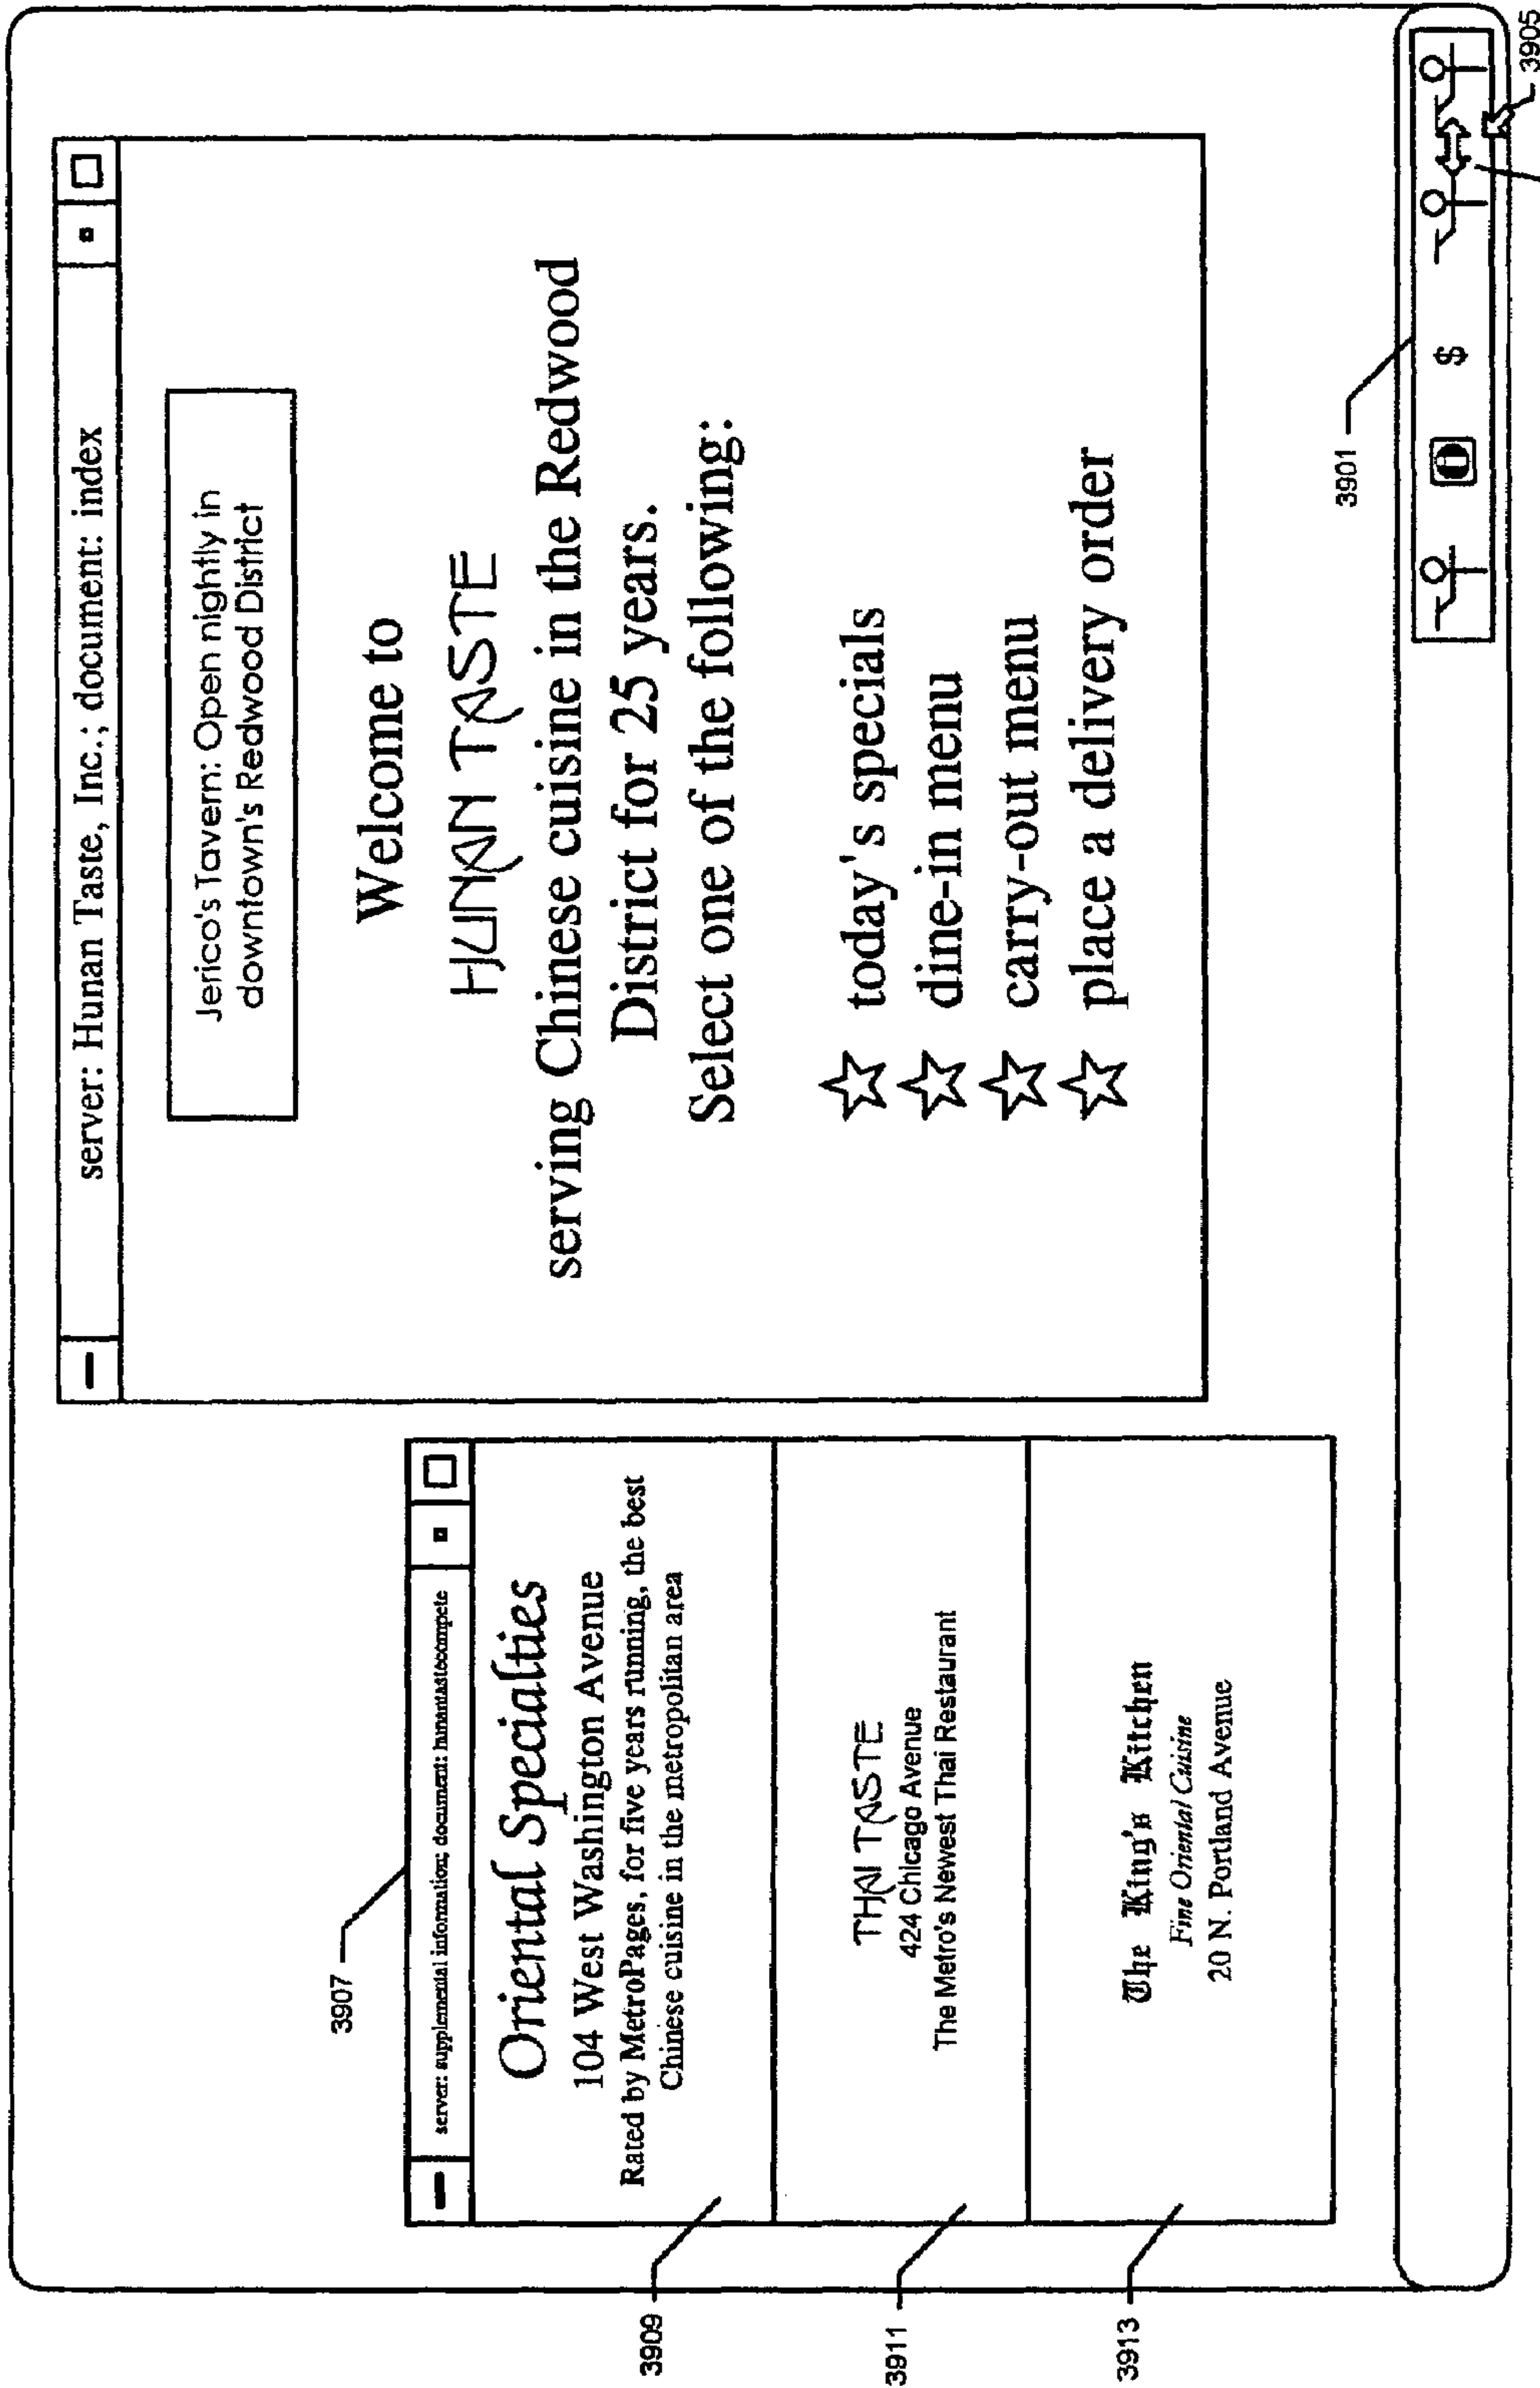 server: Hunan Taste, Inc.; document: index
Jerico's Tavern: Open nightly in
downtown's Redwood District
Welcome to
HUNAN TASTE
serving Chinese cuisine in the Redwood
District for 25 years.
Select one of the following:
☆ today's specials
☆ dine-in menu
☆ carry-out menu
☆ place a delivery order
3907
server: supplemental information; document: hunantastecompete
Oriental Specialties
104 West Washington Avenue
Rated by MetroPages, for five years running, the best
Chinese cuisine in the metropolitan area
THAI TASTE
424 Chicago Avenue
The Metro's Newest Thai Restaurant
The King's Kitchen
Fine Oriental Cuisine
20 N. Portland Avenue
3909
3911
3913
3901
i $
3905